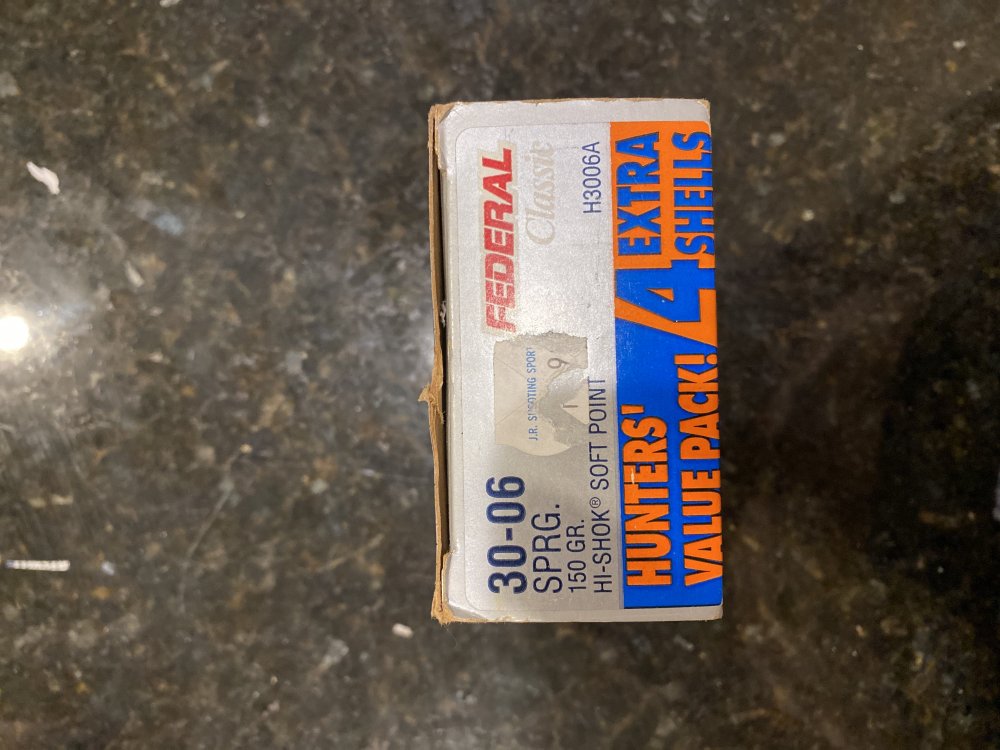 30-06
SPRG.
150 GR.
HI-SHOK® SOFT POINT
FEDERAL
Classic
H3006A
J.R. SHOOTING SPORT
9
HUNTERS'
VALUE PACK!
4 EXTRA
SHELLS